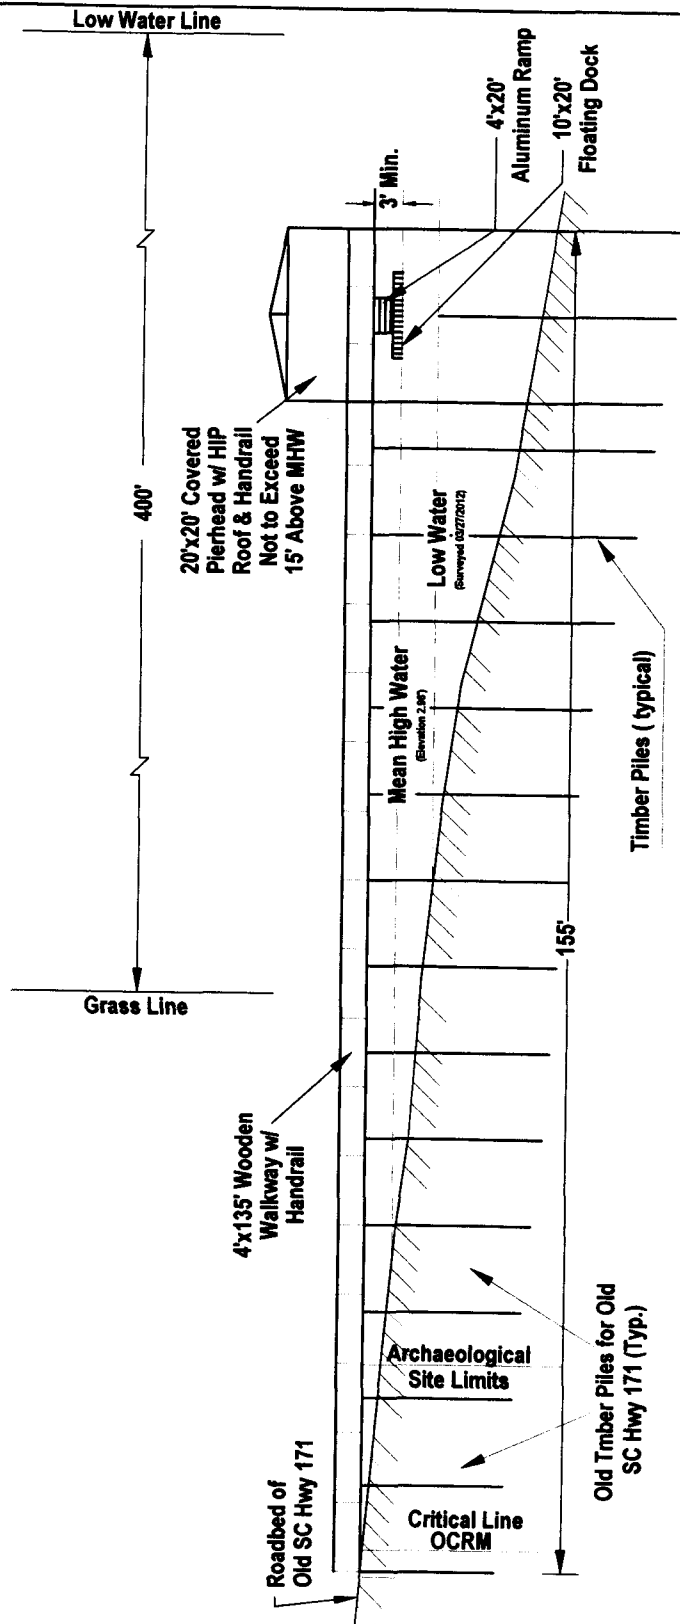 Low Water Line
400'
Grass Line
20'x20' Covered
Pierhead w/ HIP
Roof & Handrail
Not to Exceed
15' Above MHW
3' Min.
4'x20'
Aluminum Ramp
10'x20'
Floating Dock
4'x135' Wooden
Walkway w/
Handrail
Mean High Water
(Elevation 2.96')
Low Water
(Surveyed 03/27/2012)
Timber Piles ( typical)
155'
Roadbed of
Old SC Hwy 171
Archaeological
Site Limits
Critical Line
OCRM
Old Tmber Piles for Old
SC Hwy 171 (Typ.)